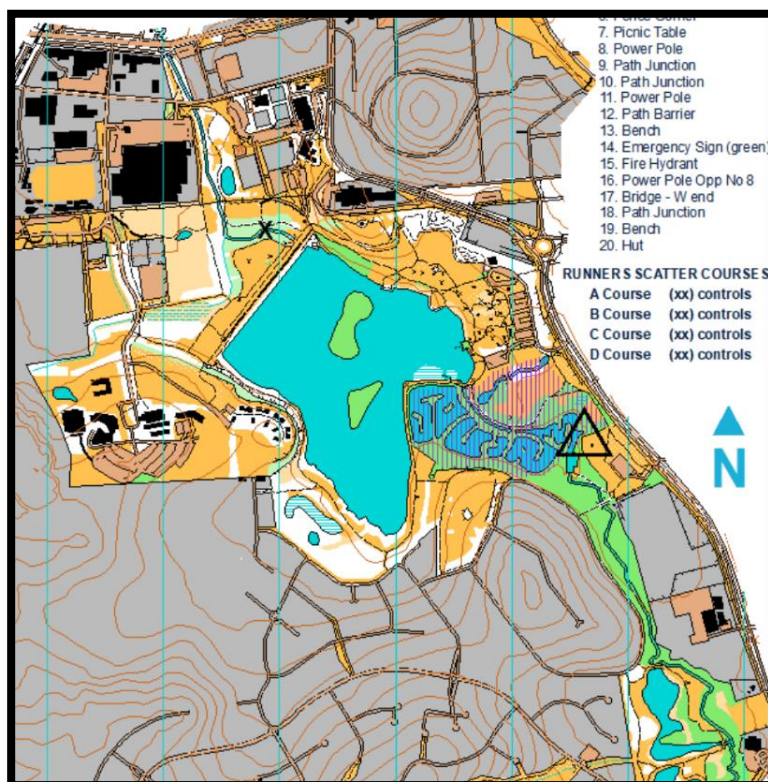 7. Picnic Table
8. Power Pole
9. Path Junction
10. Path Junction
11. Power Pole
12. Path Barrier
13. Bench
14. Emergency Sign (green)
15. Fire Hydrant
16. Power Pole Opp No 8
17. Bridge - W end
18. Path Junction
19. Bench
20. Hut
RUNNERS SCATTER COURSES
A Course (xx) controls
B Course (xx) controls
C Course (xx) controls
D Course (xx) controls
X
N